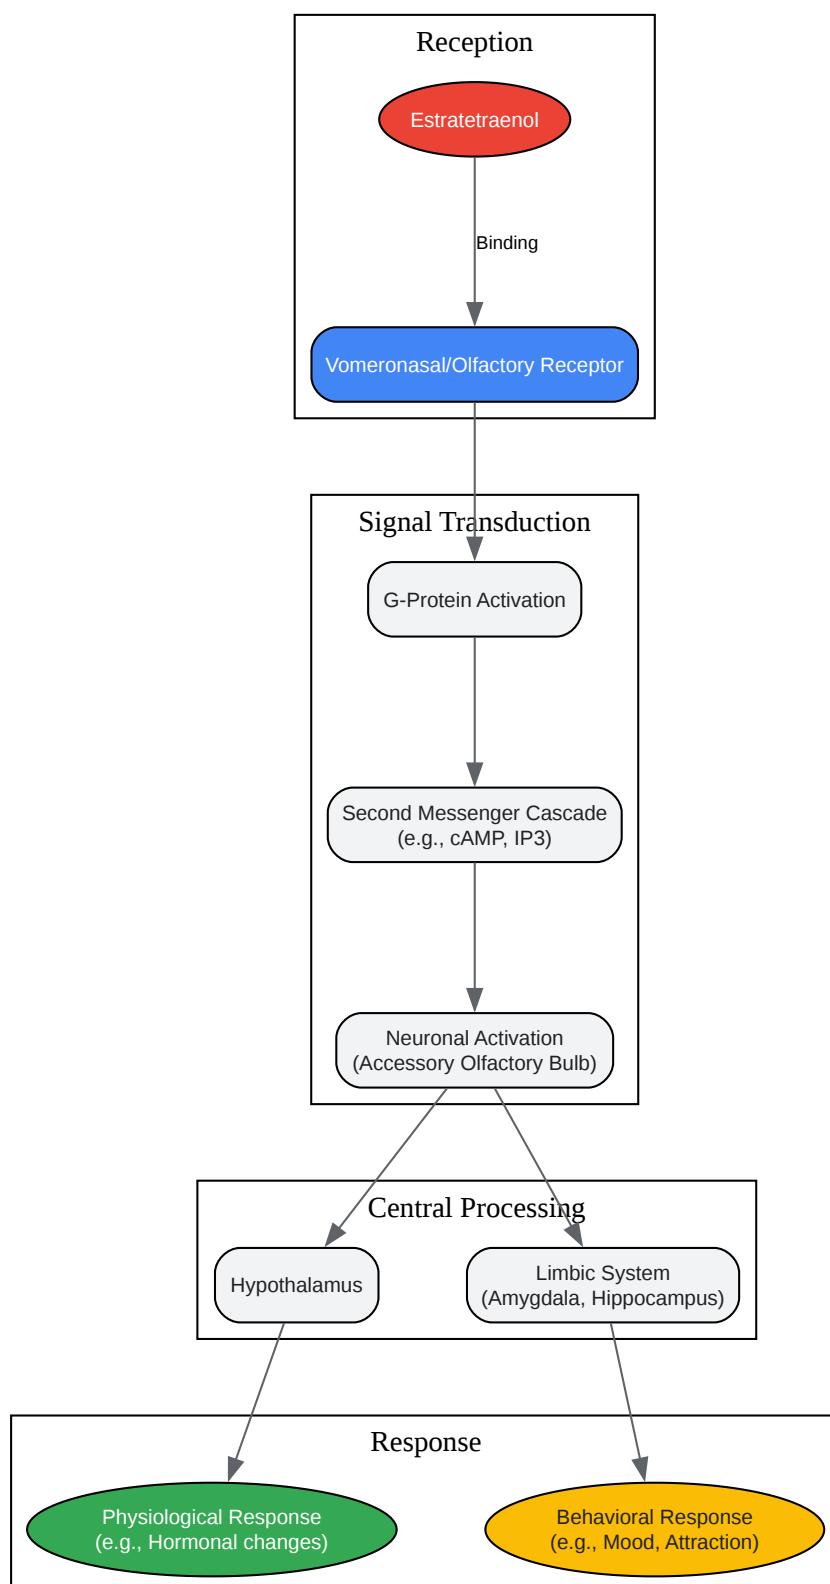 Reception
Estratetraenol
Binding
Vomeronasal/Olfactory Receptor
Signal Transduction
G-Protein Activation
Second Messenger Cascade
(e.g., cAMP, IP3)
Neuronal Activation
(Accessory Olfactory Bulb)
Central Processing
Hypothalamus
Limbic System
(Amygdala, Hippocampus)
Response
Physiological Response
(e.g., Hormonal changes)
Behavioral Response
(e.g., Mood, Attraction)